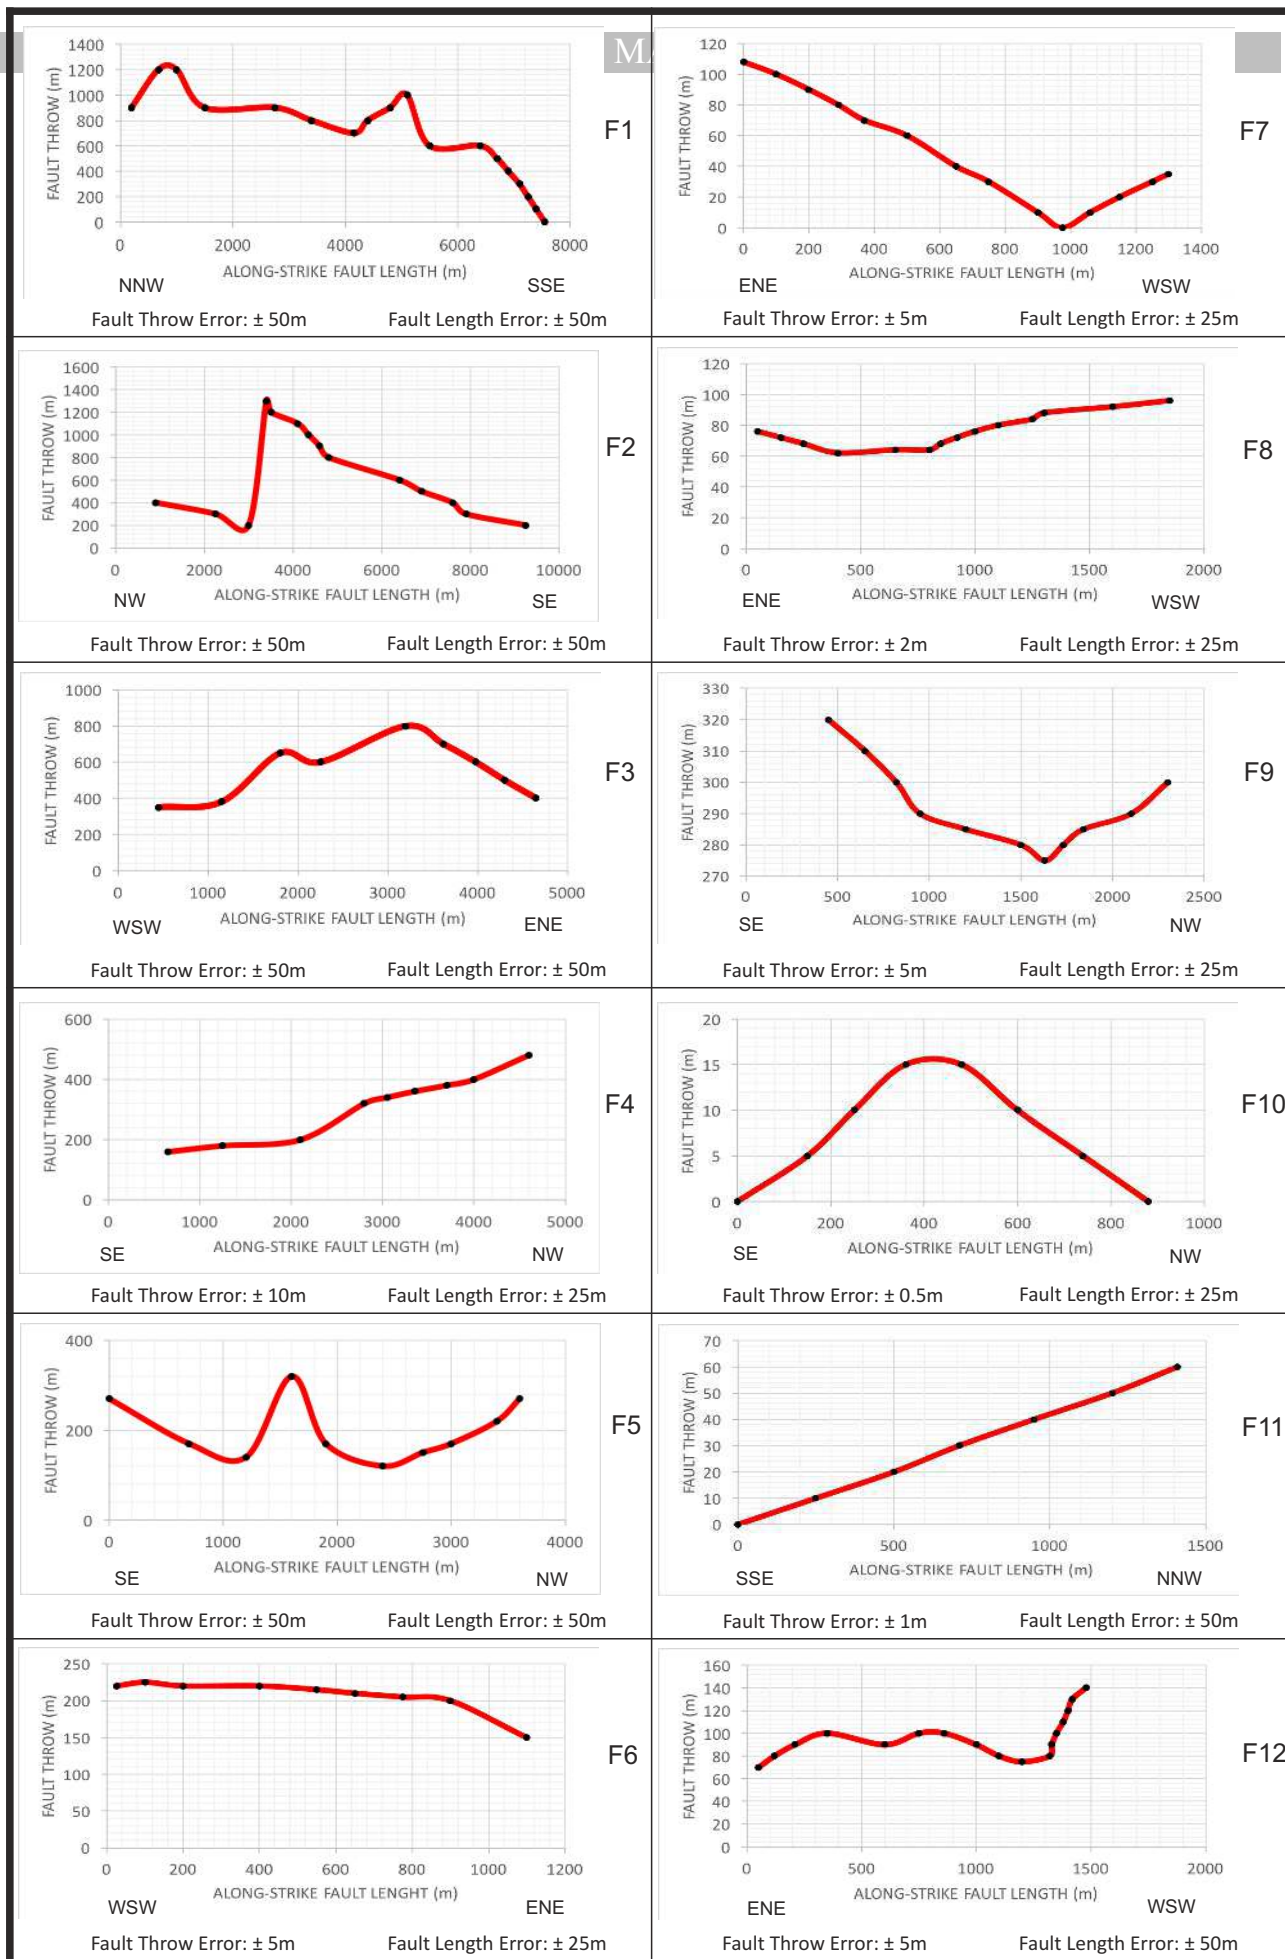 MA
1400
1200
1000
800
600
400
200
0
FAULT THROW (m)
0 2000 4000 6000 8000
ALONG-STRIKE FAULT LENGTH (m)
NNW SSE
F1
Fault Throw Error: ± 50m Fault Length Error: ± 50m
120
100
80
60
40
20
0
FAULT THROW (m)
0 200 400 600 800 1000 1200 1400
ALONG-STRIKE FAULT LENGTH (m)
ENE WSW
F7
Fault Throw Error: ± 5m Fault Length Error: ± 25m
1600
1400
1200
1000
800
600
400
200
0
FAULT THROW (m)
0 2000 4000 6000 8000 10000
ALONG-STRIKE FAULT LENGTH (m)
NW SE
F2
Fault Throw Error: ± 50m Fault Length Error: ± 50m
120
100
80
60
40
20
0
FAULT THROW (m)
0 500 1000 1500 2000
ALONG-STRIKE FAULT LENGTH (m)
ENE WSW
F8
Fault Throw Error: ± 2m Fault Length Error: ± 25m
1000
800
600
400
200
0
FAULT THROW (m)
0 1000 2000 3000 4000 5000
ALONG-STRIKE FAULT LENGTH (m)
WSW ENE
F3
Fault Throw Error: ± 50m Fault Length Error: ± 50m
330
320
310
300
290
280
270
FAULT THROW (m)
0 500 1000 1500 2000 2500
ALONG-STRIKE FAULT LENGTH (m)
SE NW
F9
Fault Throw Error: ± 5m Fault Length Error: ± 25m
600
400
200
0
FAULT THROW (m)
0 1000 2000 3000 4000 5000
ALONG-STRIKE FAULT LENGTH (m)
SE NW
F4
Fault Throw Error: ± 10m Fault Length Error: ± 25m
20
15
10
5
0
FAULT THROW (m)
0 200 400 600 800 1000
ALONG-STRIKE FAULT LENGTH (m)
SE NW
F10
Fault Throw Error: ± 0.5m Fault Length Error: ± 25m
400
200
0
FAULT THROW (m)
0 1000 2000 3000 4000
ALONG-STRIKE FAULT LENGTH (m)
SE NW
F5
Fault Throw Error: ± 50m Fault Length Error: ± 50m
70
60
50
40
30
20
10
0
FAULT THROW (m)
0 500 1000 1500
ALONG-STRIKE FAULT LENGTH (m)
SSE NNW
F11
Fault Throw Error: ± 1m Fault Length Error: ± 50m
250
200
150
100
50
0
FAULT THROW (m)
0 200 400 600 800 1000 1200
ALONG-STRIKE FAULT LENGHT (m)
WSW ENE
F6
Fault Throw Error: ± 5m Fault Length Error: ± 25m
160
140
120
100
80
60
40
20
0
FAULT THROW (m)
0 500 1000 1500 2000
ALONG-STRIKE FAULT LENGTH (m)
ENE WSW
F12
Fault Throw Error: ± 5m Fault Length Error: ± 50m